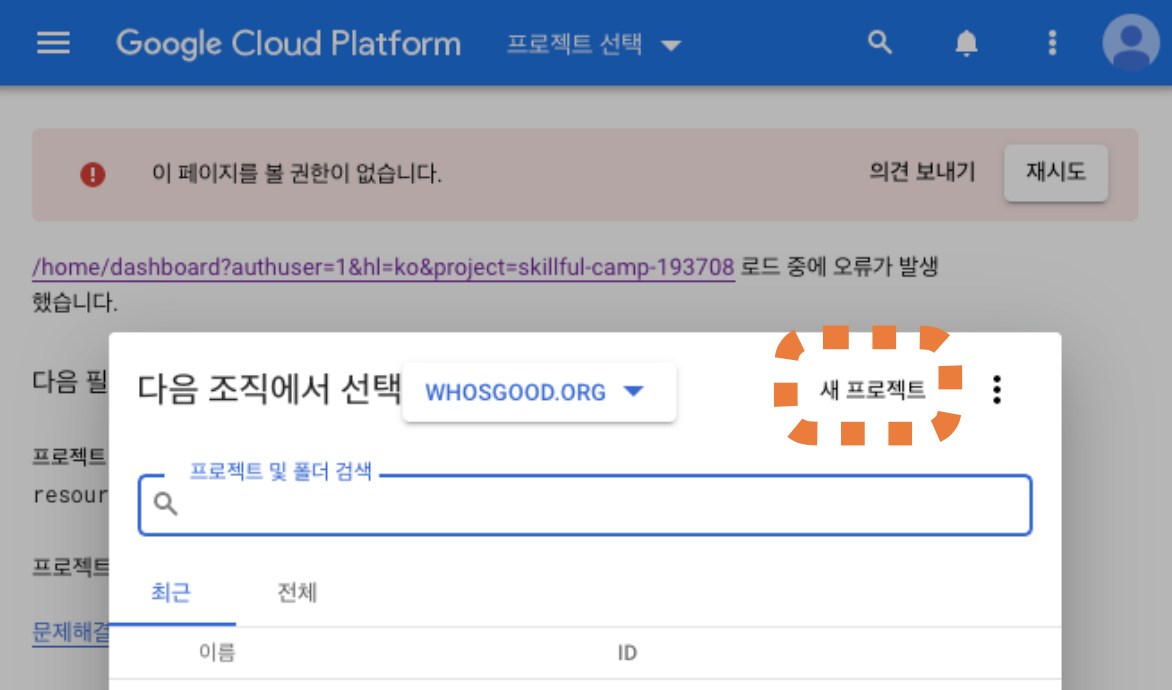 Google Cloud Platform 프로젝트 선택
이 페이지를 볼 권한이 없습니다. 의견 보내기 재시도
/home/dashboard?authuser=1&hl=ko&project=skillful-camp-193708 로드 중에 오류가 발생
했습니다.
다음 필
다음 조직에서 선택 WHOSGOOD.ORG 새 프로젝트
프로젝트
프로젝트 및 폴더 검색
resour
프로젝트
최근 전체
문제해결
이름 ID